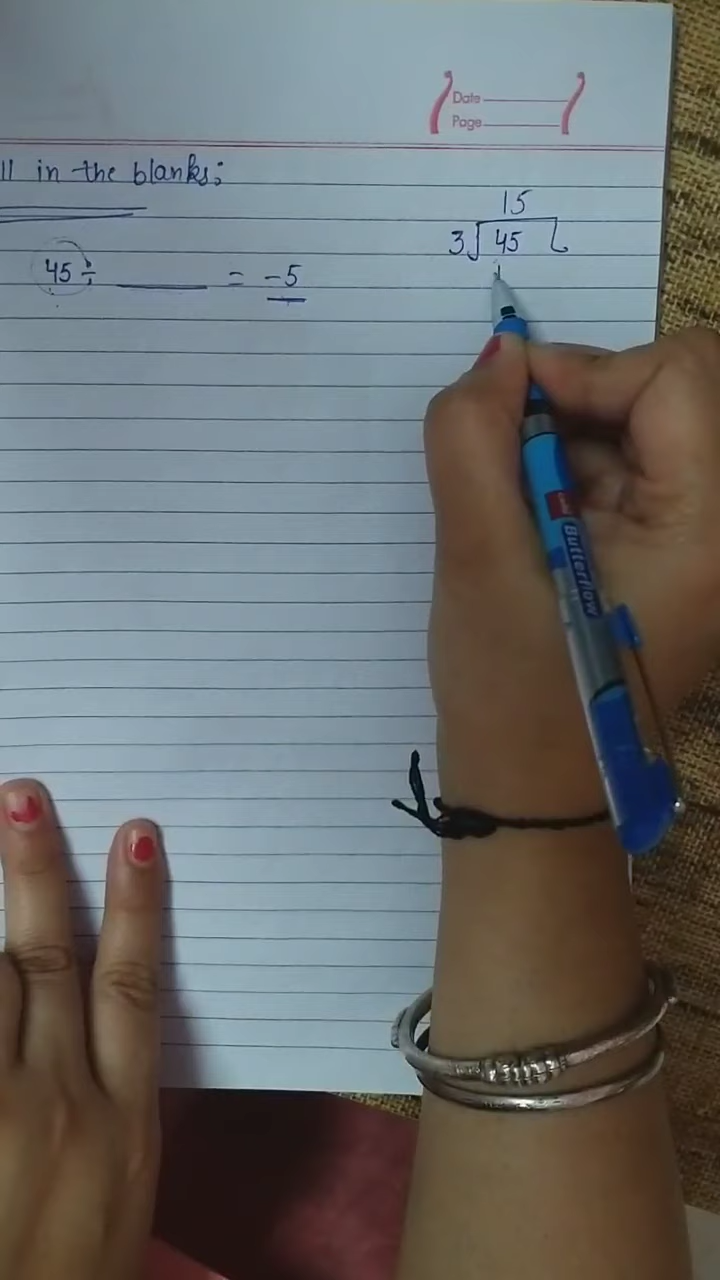 Date
Page
ll in the blanks:
15
3 45
45 ÷ ____ = -5
Butterflow